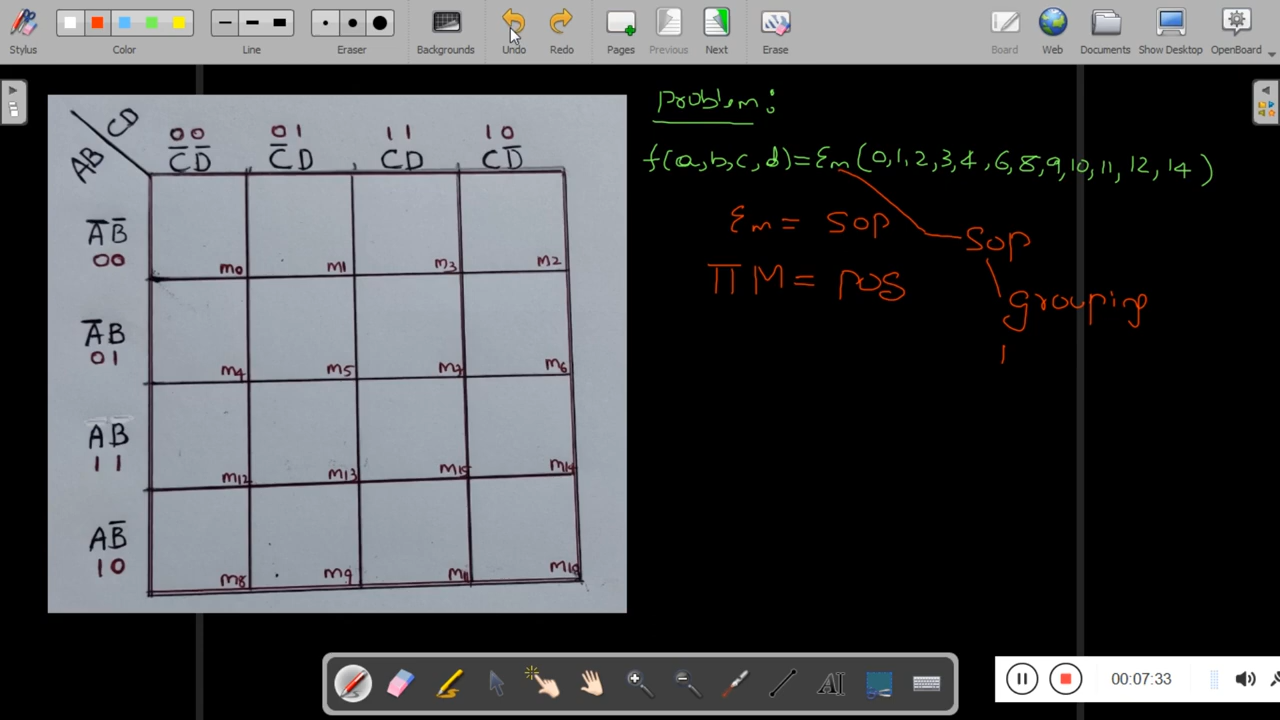 Stylus Color Line Eraser Backgrounds Undo Redo Pages Previous Next Erase Board Web Documents Show Desktop OpenBoard
Problem:
f(a,b,c,d)=Σm(0,1,2,3,4,6,8,9,10,11,12,14)
Σm = SOP
SOP
ΠM = POS
grouping
1
CD
AB
00 01 11 10
C̅D̅ C̅D CD CD̅
A̅B̅
00
m0 m1 m3 m2
A̅B
01
m4 m5 m7 m6
AB
11
m12 m13 m15 m14
AB̅
10
m8 m9 m11 m10
AI
00:07:33